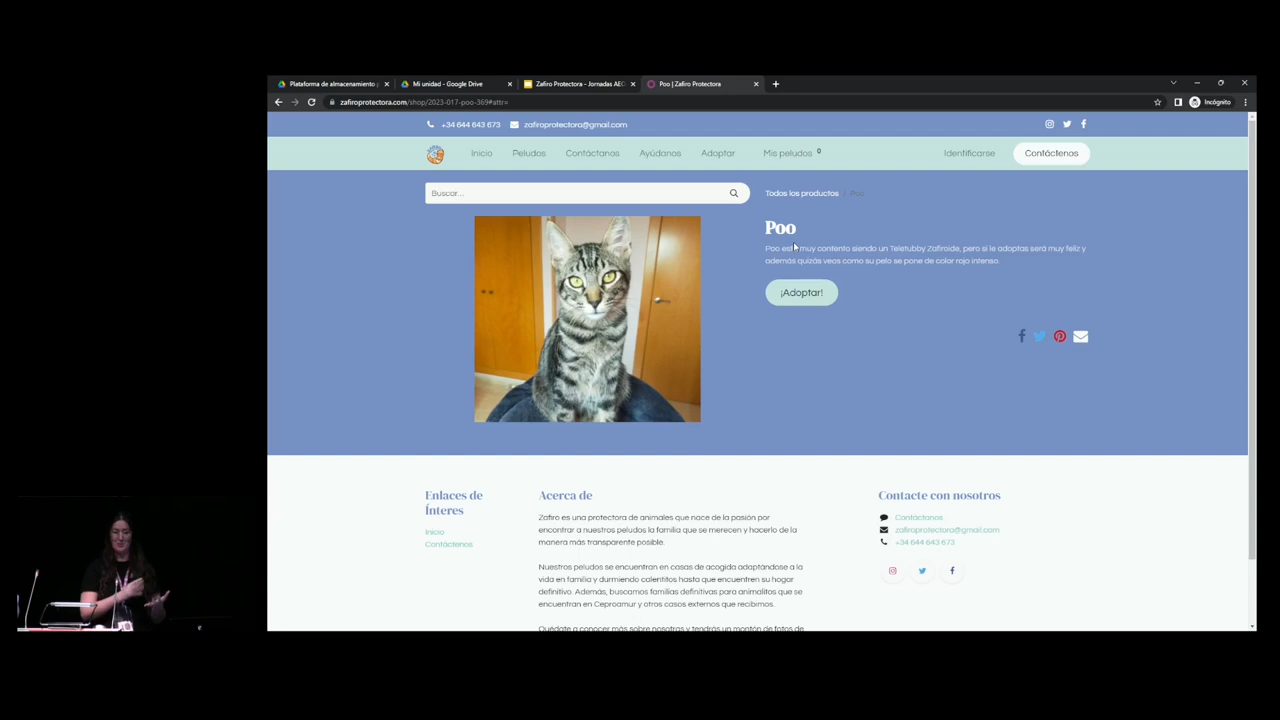 Plataforma de almacenamiento
Mi unidad - Google Drive
Zafiro Protectora - Jornadas AEO
Poo | Zafiro Protectora
zafiroprotectora.com/shop/2023-017-poo-369#attr=
Incógnito
+34 644 643 673
zafiroprotectora@gmail.com
Inicio
Peludos
Contáctanos
Ayúdanos
Adoptar
Mis peludos 0
Identificarse
Contáctenos
Buscar...
Todos los productos / Poo
Poo
Poo está muy contento siendo un Teletubby Zafiroide, pero si le adoptas será muy feliz y
además quizás veas como su pelo se pone de color rojo intenso.
¡Adoptar!
Enlaces de
Ínteres
Inicio
Contáctenos
Acerca de
Zafiro es una protectora de animales que nace de la pasión por
encontrar a nuestros peludos la familia que se merecen y hacerlo de la
manera más transparente posible.
Nuestros peludos se encuentran en casas de acogida adaptándose a la
vida en familia y durmiendo calentitos hasta que encuentren su hogar
definitivo. Además, buscamos familias definitivas para animalitos que se
encuentran en Ceproamur y otros casos externos que recibimos.
Quédate a conocer más sobre nosotras y tendrás un montón de fotos de
Contacte con nosotros
Contáctanos
zafiroprotectora@gmail.com
+34 644 643 673